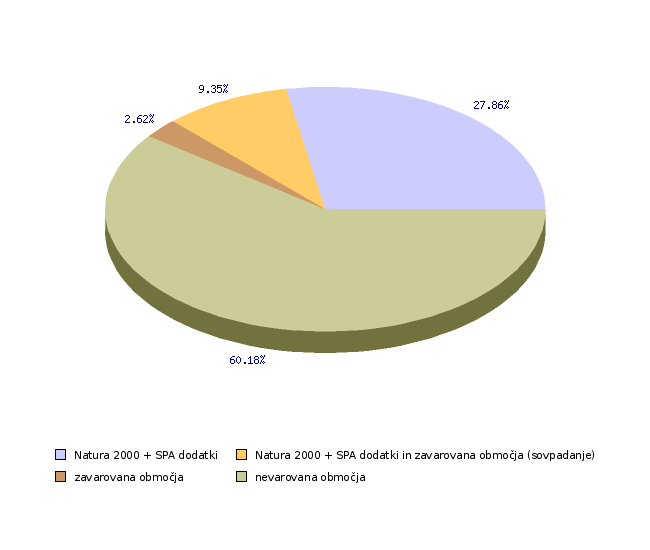 9.35%
27.86%
2.62%
60.18%
Natura 2000 + SPA dodatki
Natura 2000 + SPA dodatki in zavarovana območja (sovpadanje)
zavarovana območja
nevarovana območja